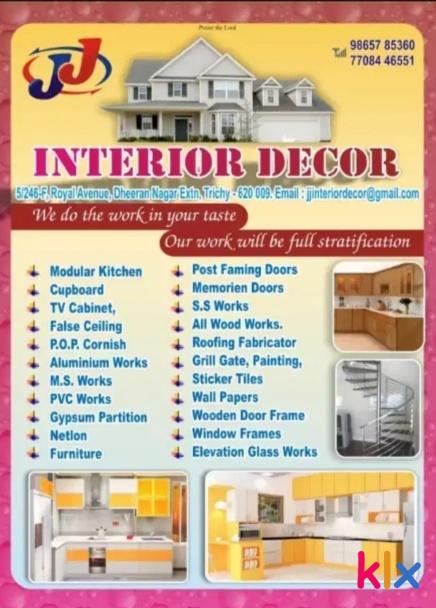 Praise the Lord
JJ
98657 85360
77084 46551
INTERIOR DECOR
5/246-F, Royal Avenue, Dheeran Nagar Extn, Trichy - 620 009. Email : jjinteriordecor@gmail.com
We do the work in your taste
Our work will be full stratification
Modular Kitchen
Cupboard
TV Cabinet,
False Ceiling
P.O.P. Cornish
Aluminium Works
M.S. Works
PVC Works
Gypsum Partition
Netlon
Furniture
Post Faming Doors
Memorien Doors
S.S Works
All Wood Works.
Roofing Fabricator
Grill Gate, Painting,
Sticker Tiles
Wall Papers
Wooden Door Frame
Window Frames
Elevation Glass Works
klx